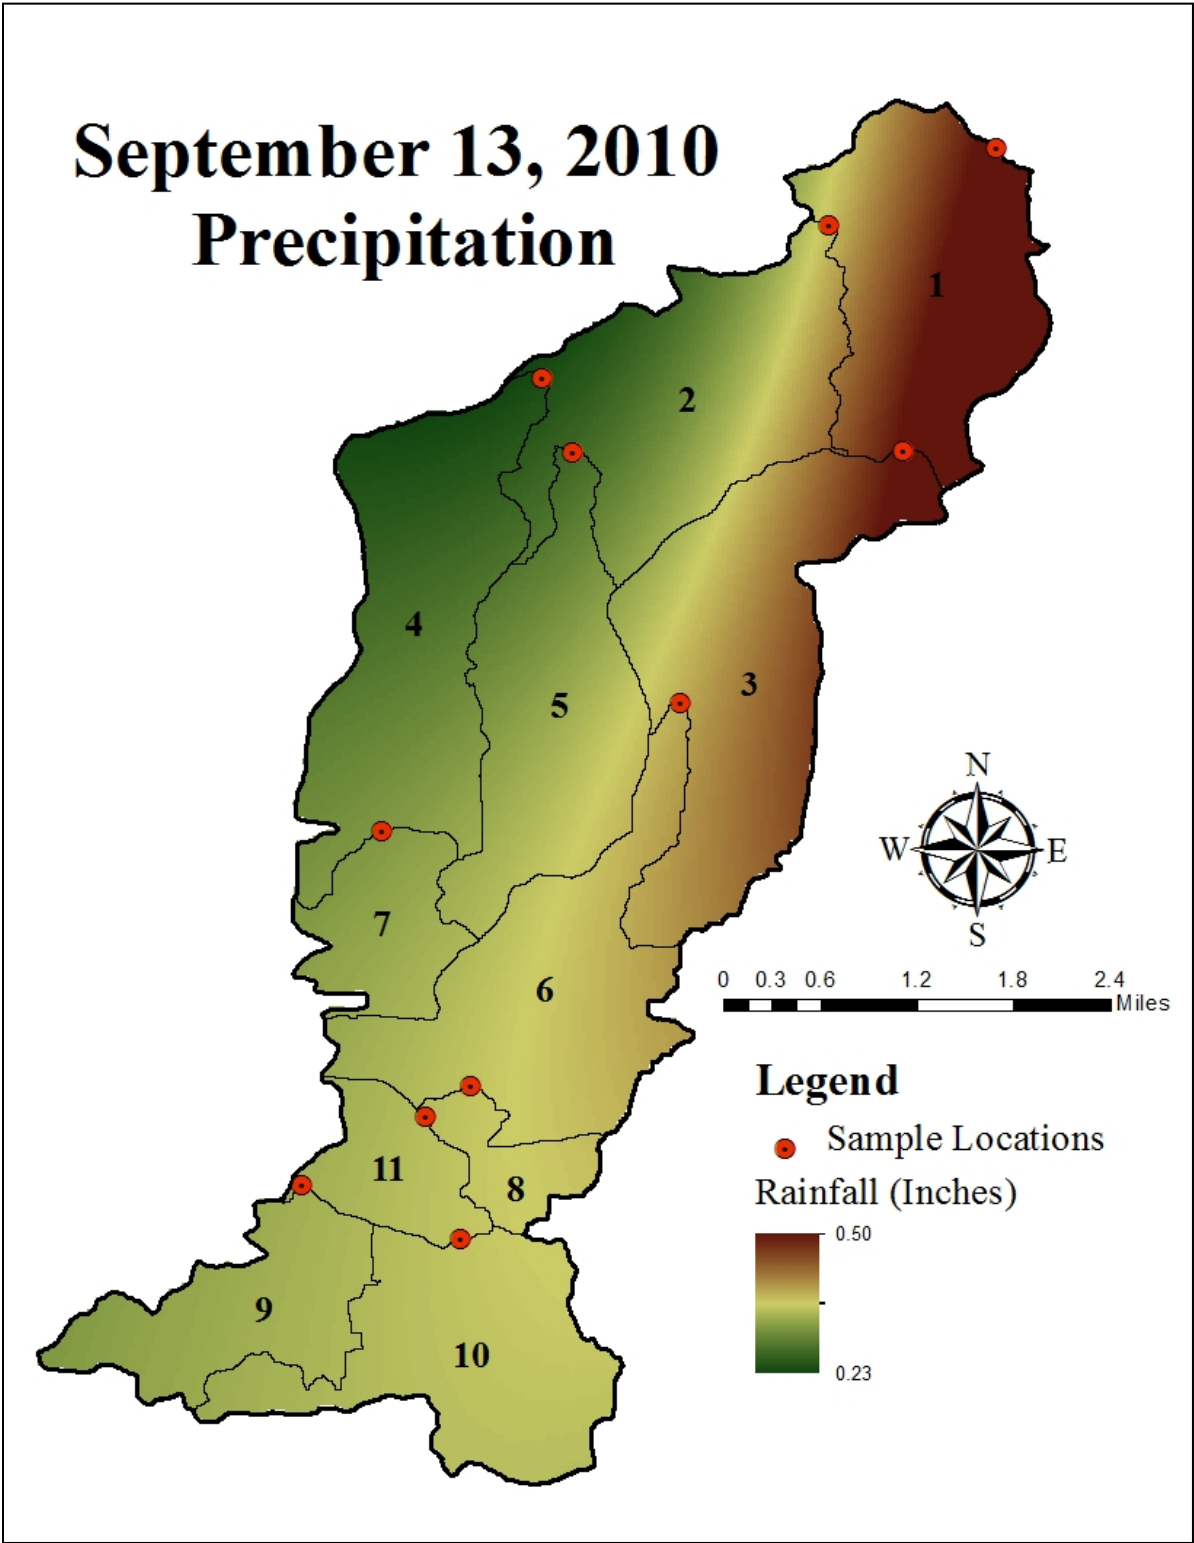 September 13, 2010
Precipitation
1
2
3
4
5
6
7
8
9
10
11
N
W
E
S
0 0.3 0.6 1.2 1.8 2.4
Miles
Legend
Sample Locations
Rainfall (Inches)
0.50
0.23